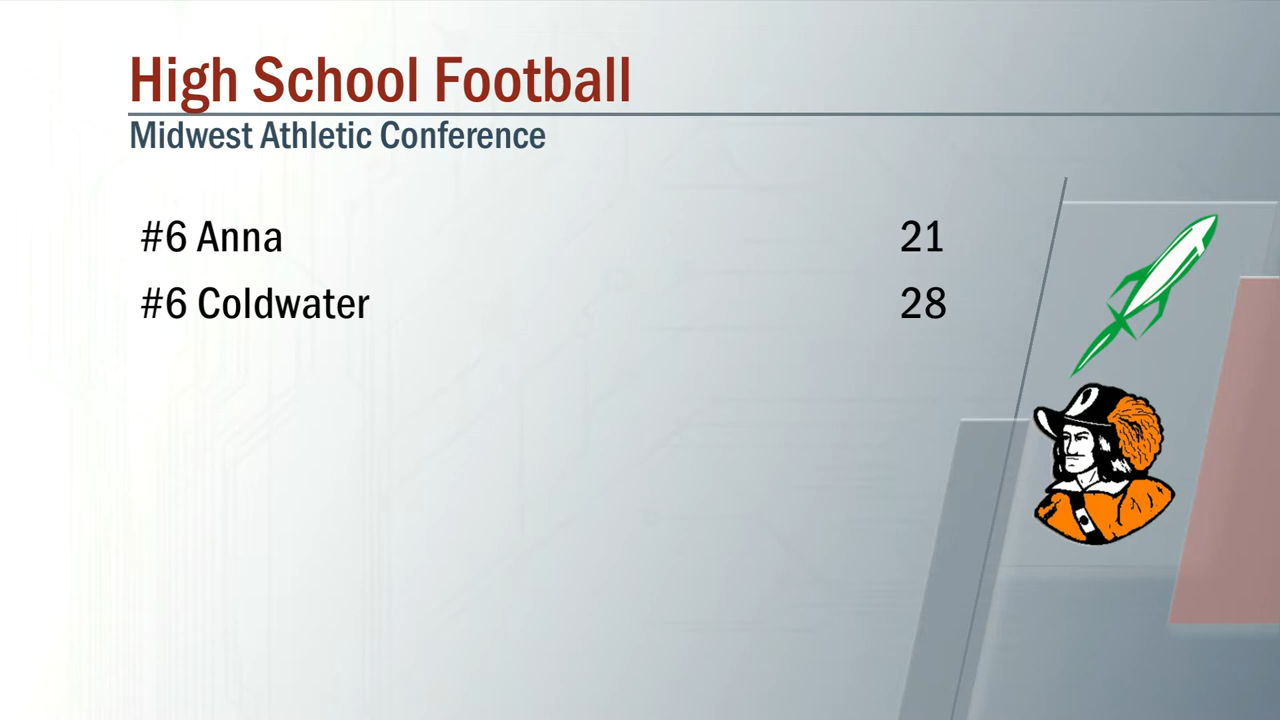 High School Football
Midwest Athletic Conference
#6 Anna 21
#6 Coldwater 28